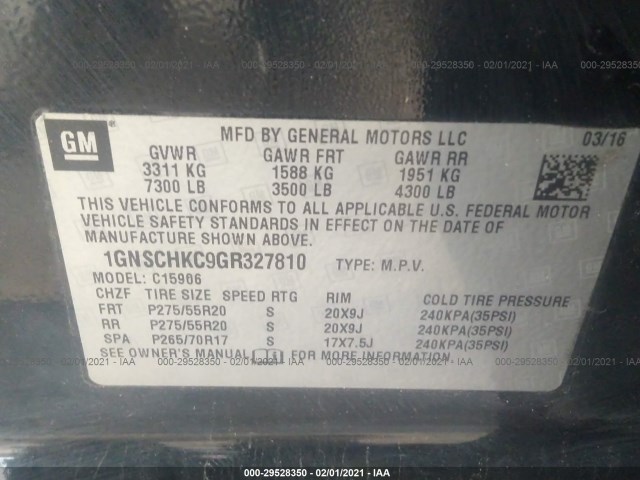 000-29528350 - 02/01/2021 - IAA
GM
MFD BY GENERAL MOTORS LLC 03/16
GVWR GAWR FRT GAWR RR
3311 KG 1588 KG 1951 KG
7300 LB 3500 LB 4300 LB
THIS VEHICLE CONFORMS TO ALL APPLICABLE U.S. FEDERAL MOTOR
VEHICLE SAFETY STANDARDS IN EFFECT ON THE DATE OF
MANUFACTURE SHOWN ABOVE.
1GNSCHKC9GR327810 TYPE: M.P.V.
MODEL: C15906
CHZF TIRE SIZE SPEED RTG RIM COLD TIRE PRESSURE
FRT P275/55R20 S 20X9J 240KPA(35PSI)
RR P275/55R20 S 20X9J 240KPA(35PSI)
SPA P265/70R17 S 17X7.5J 240KPA(35PSI)
SEE OWNER'S MANUAL FOR MORE INFORMATION.
000-29528350 - 02/01/2021 - IAA